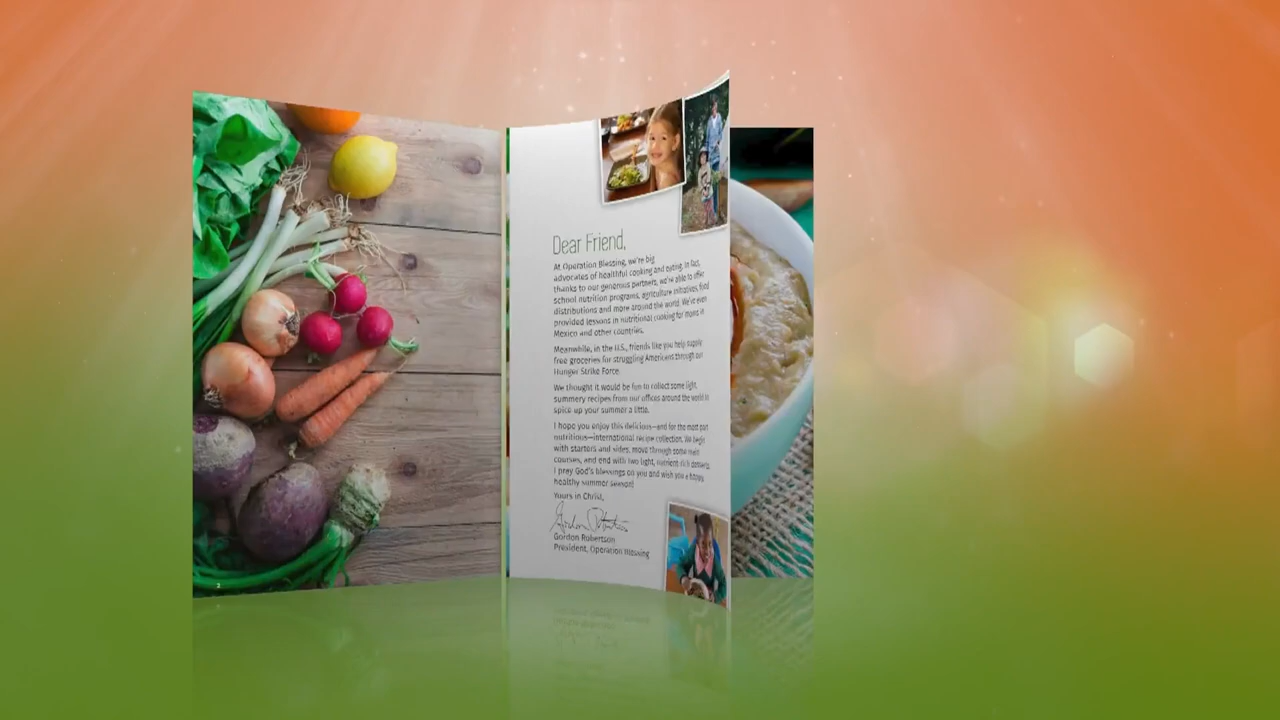 Dear Friend,
At Operation Blessing, we're big
advocates of healthful cooking and eating. In fact,
thanks to our generous partners, we're able to offer
school nutrition programs, agriculture initiatives, food
distributions and more around the world. We've even
provided lessons in nutritional cooking for moms in
Mexico and other countries.
Meanwhile, in the U.S., friends like you help supply
free groceries for struggling Americans through our
Hunger Strike Force.
We thought it would be fun to collect some light,
summery recipes from our offices around the world to
spice up your summer a little.
I hope you enjoy this delicious—and for the most part
nutritious—international recipe collection. We begin
with starters and sides, move through some main
courses, and end with two light, nutrient-rich desserts.
I pray God's blessings on you and wish you a happy,
healthy summer season!
Yours in Christ,
Gordon Robertson
Gordon Robertson
President, Operation Blessing
2